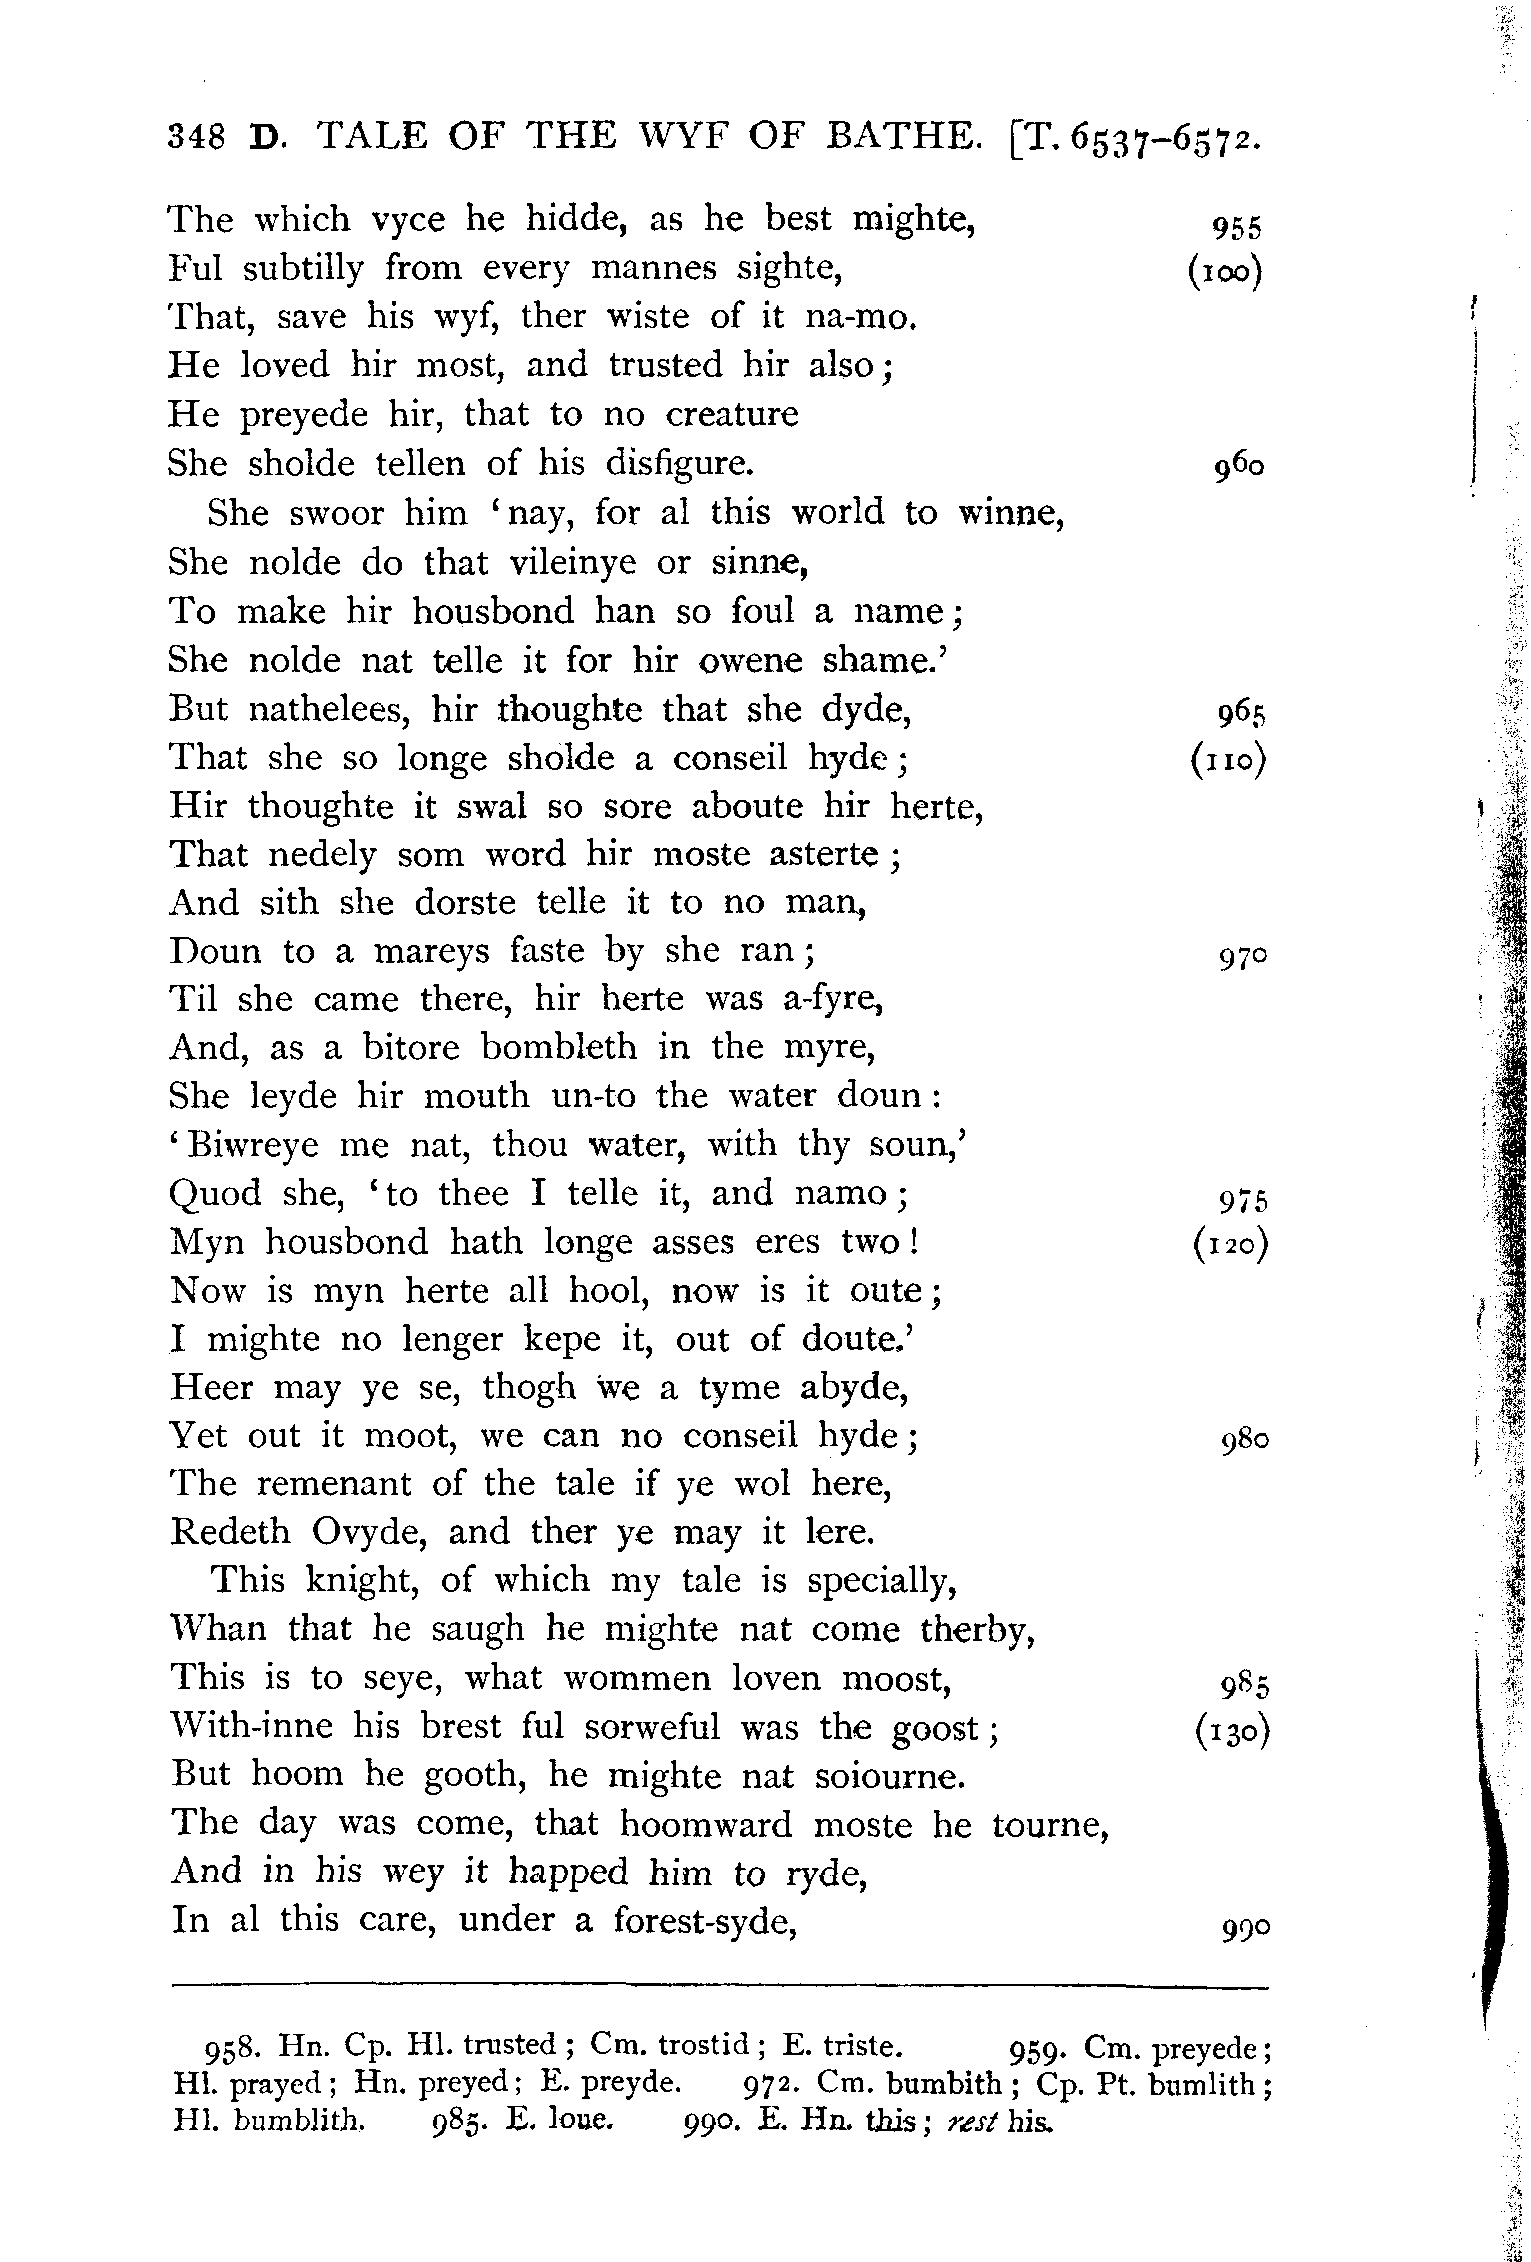 348 D. TALE OF THE WYF OF BATHE. [T. 6537–6572.
The which vyce he hidde, as he best mighte, 955
Ful subtilly from every mannes sighte, (100)
That, save his wyf, ther wiste of it na-mo.
He loved hir most, and trusted hir also;
He preyede hir, that to no creature
She sholde tellen of his disfigure. 960
She swoor him ‘nay, for al this world to winne,
She nolde do that vileinye or sinne,
To make hir housbond han so foul a name;
She nolde nat telle it for hir owene shame.’
But nathelees, hir thoughte that she dyde, 965
That she so longe sholde a conseil hyde; (110)
Hir thoughte it swal so sore aboute hir herte,
That nedely som word hir moste asterte;
And sith she dorste telle it to no man,
Doun to a mareys faste by she ran; 970
Til she came there, hir herte was a-fyre,
And, as a bitore bombleth in the myre,
She leyde hir mouth un-to the water doun:
‘Biwreye me nat, thou water, with thy soun,’
Quod she, ‘to thee I telle it, and namo; 975
Myn housbond hath longe asses eres two! (120)
Now is myn herte all hool, now is it oute;
I mighte no lenger kepe it, out of doute.’
Heer may ye se, thogh we a tyme abyde,
Yet out it moot, we can no conseil hyde; 980
The remenant of the tale if ye wol here,
Redeth Ovyde, and ther ye may it lere.
This knight, of which my tale is specially,
Whan that he saugh he mighte nat come therby,
This is to seye, what wommen loven moost, 985
With-inne his brest ful sorweful was the goost; (130)
But hoom he gooth, he mighte nat soiourne.
The day was come, that hoomward moste he tourne,
And in his wey it happed him to ryde,
In al this care, under a forest-syde, 990
958. Hn. Cp. Hl. trusted; Cm. trostid; E. triste. 959. Cm. preyede;
Hl. prayed; Hn. preyed; E. preyde. 972. Cm. bumbith; Cp. Pt. bumlith;
Hl. bumblith. 985. E. loue. 990. E. Hn. this; rest his.